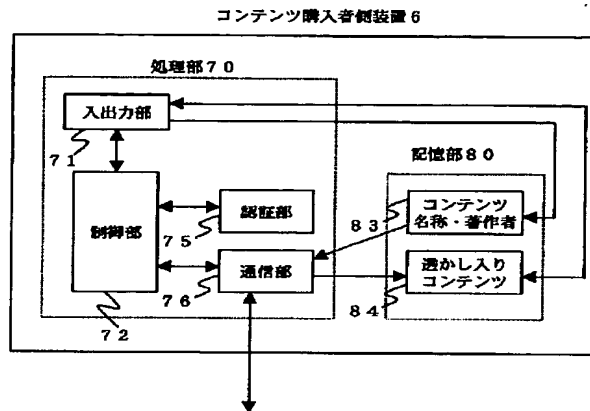 コンテンツ購入者側装置６
処理部７０
入出力部
７１
記憶部８０
制御部
認証部
７５
８３
コンテンツ
名称・著作者
通信部
７６
透かし入り
コンテンツ
８４
７２